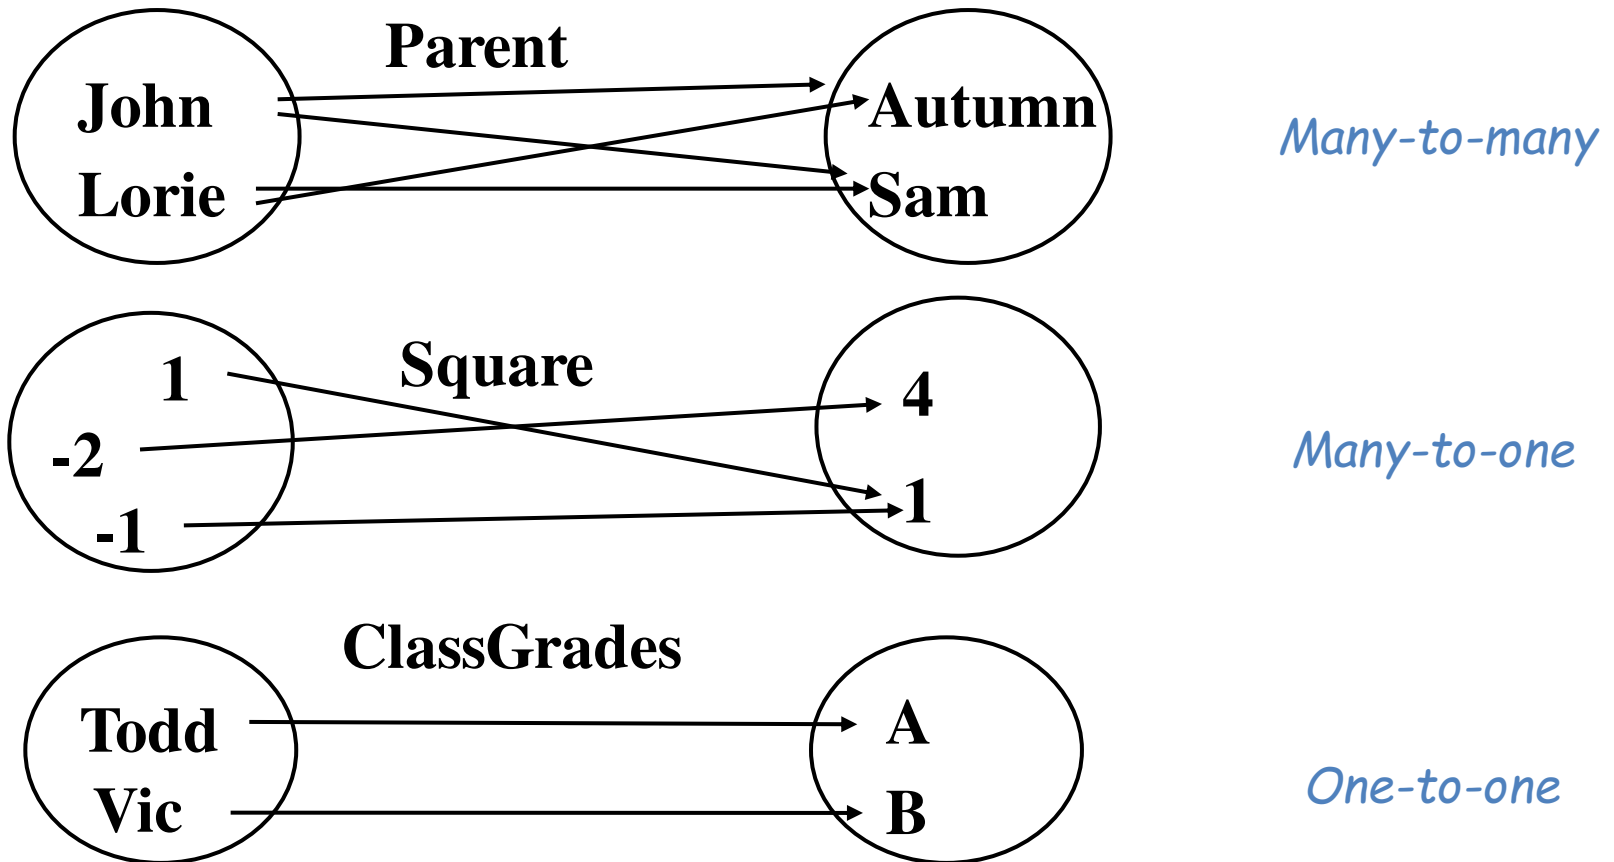 Parent
John
Autumn
Many-to-many
Lorie
Sam
Square
1
4
Many-to-one
-2
-1
1
ClassGrades
Todd
A
One-to-one
Vic
B